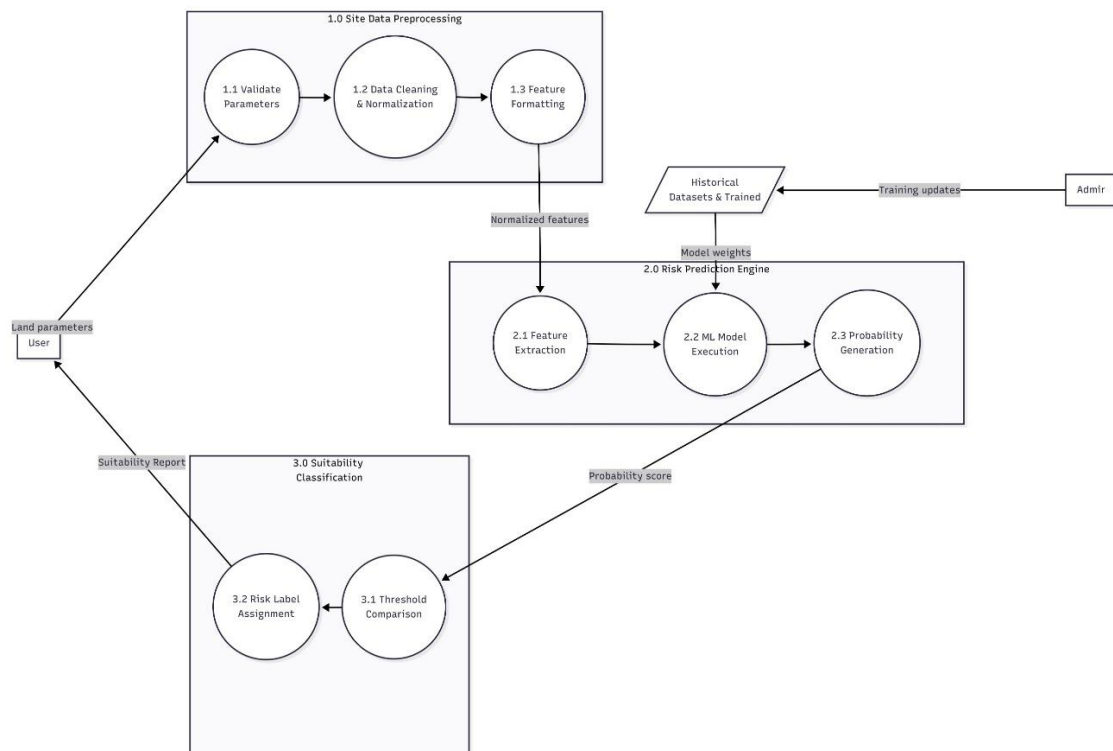 1.0 Site Data Preprocessing
1.1 Validate
Parameters
1.2 Data Cleaning
& Normalization
1.3 Feature
Formatting
Historical
Datasets & Trained
Training updates
Admir
Normalized features
Model weights
2.0 Risk Prediction Engine
Land parameters
User
2.1 Feature
Extraction
2.2 ML Model
Execution
2.3 Probability
Generation
Suitability Report
3.0 Suitability
Classification
Probability score
3.2 Risk Label
Assignment
3.1 Threshold
Comparison